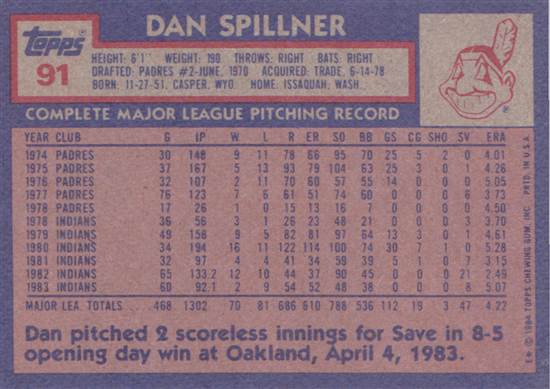 DAN SPILLNER
Topps
91
HEIGHT: 6'1" WEIGHT: 190 THROWS: RIGHT BATS: RIGHT
DRAFTED: PADRES #2-JUNE, 1970 ACQUIRED: TRADE, 6-14-78
BORN: 11-27-51, CASPER, WYO HOME: ISSAQUAH, WASH.
COMPLETE MAJOR LEAGUE PITCHING RECORD
YEAR CLUB G IP W L R ER SO BB GS CG SHO SV ERA
1974 PADRES 30 148 9 11 78 66 95 70 25 5 2 0 4.01
1975 PADRES 37 167 5 13 93 79 104 63 25 3 0 1 4.26
1976 PADRES 32 107 2 11 70 60 57 55 14 0 0 0 5.05
1977 PADRES 76 123 7 6 61 51 74 60 0 0 0 6 3.73
1978 PADRES 17 26 1 0 15 13 16 7 0 0 0 0 4.50
1978 INDIANS 36 56 3 1 26 23 48 21 0 0 0 3 3.70
1979 INDIANS 49 158 9 5 82 81 97 64 13 3 0 1 4.61
1980 INDIANS 34 194 16 11 122 114 100 74 30 7 1 0 5.28
1981 INDIANS 32 97 4 4 41 34 59 39 5 1 0 7 3.15
1982 INDIANS 65 133.2 12 10 44 37 90 45 0 0 0 21 2.49
1983 INDIANS 60 92.1 2 9 54 52 48 38 0 0 0 8 5.07
MAJOR LEA. TOTALS 468 1302 70 81 686 610 788 536 112 19 3 47 4.22
Dan pitched 2 scoreless innings for Save in 8-5
opening day win at Oakland, April 4, 1983.
© 1984 TOPPS CHEWING GUM, INC. PRTD. IN U.S.A.